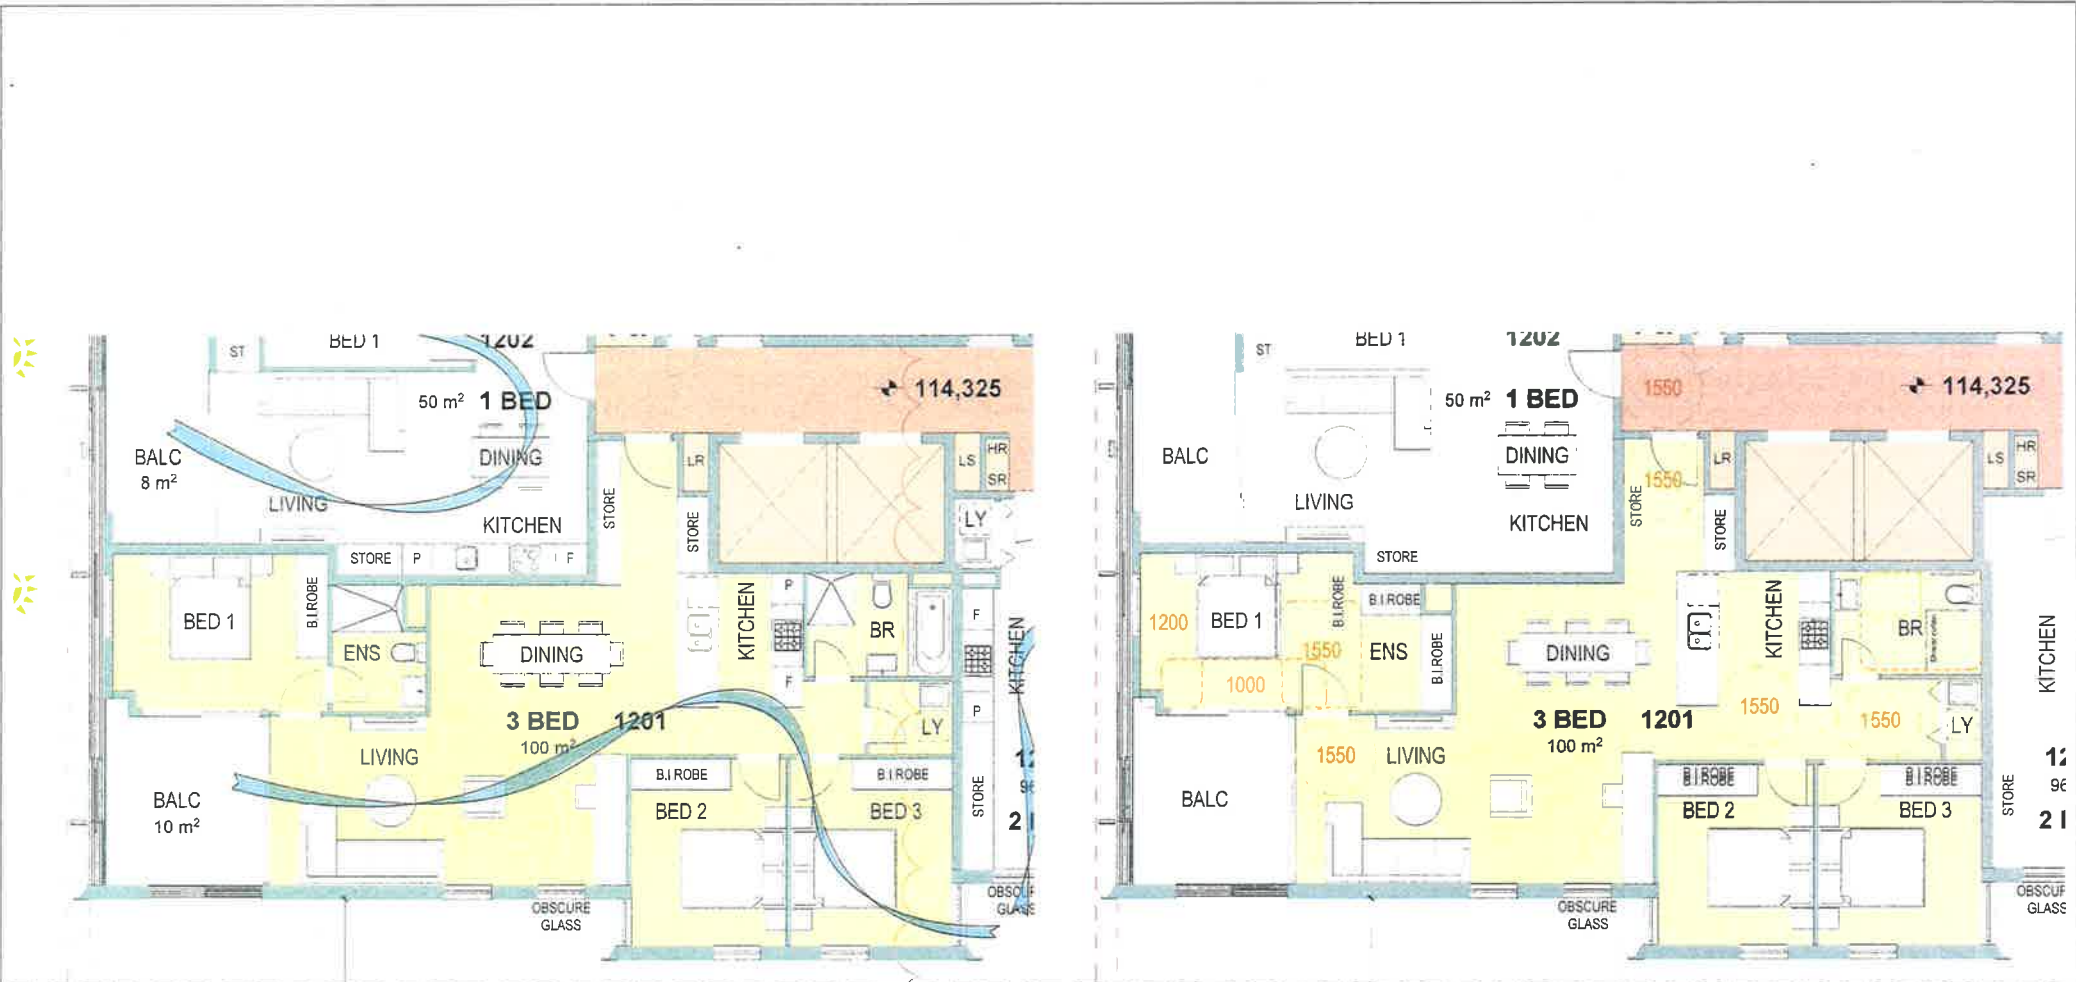 ST
BED 1
1202
50 m² 1 BED
114,325
BALC
8 m²
DINING
LIVING
KITCHEN
STORE
STORE
LR
LS
HR
SR
LY
STORE
P
F
BED 1
B.I.ROBE
ENS
DINING
KITCHEN
P
F
BR
F
KITCHEN
P
3 BED 1201
100 m²
LY
LIVING
BALC
10 m²
B.I.ROBE
BED 2
B.I.ROBE
BED 3
STORE
OBSCURE
GLASS
ST
BED 1
1202
50 m² 1 BED
1550
114,325
BALC
DINING
LIVING
KITCHEN
STORE
1550
STORE
STORE
LR
LS
HR
SR
1200
BED 1
B.I.ROBE
B.I.ROBE
1550
ENS
B.I.ROBE
1000
DINING
KITCHEN
BR
KITCHEN
3 BED 1201
100 m²
1550
1550
LY
1550
LIVING
BALC
B.I.ROBE
BED 2
B.I.ROBE
BED 3
STORE
OBSCURE
GLASS
GLASS